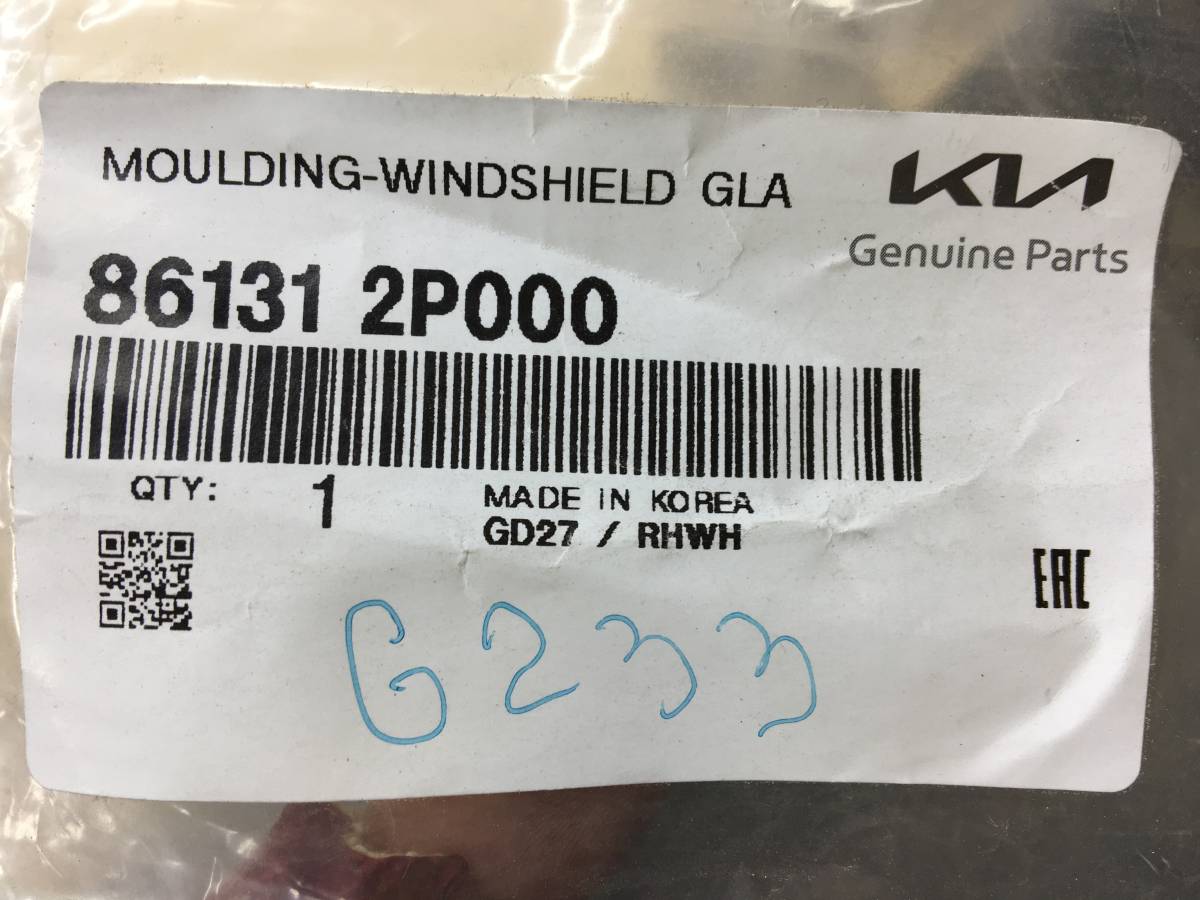 MOULDING-WINDSHIELD GLA
KIA
Genuine Parts
86131 2P000
QTY: 1
MADE IN KOREA
GD27 / RHWH
EAC
G233